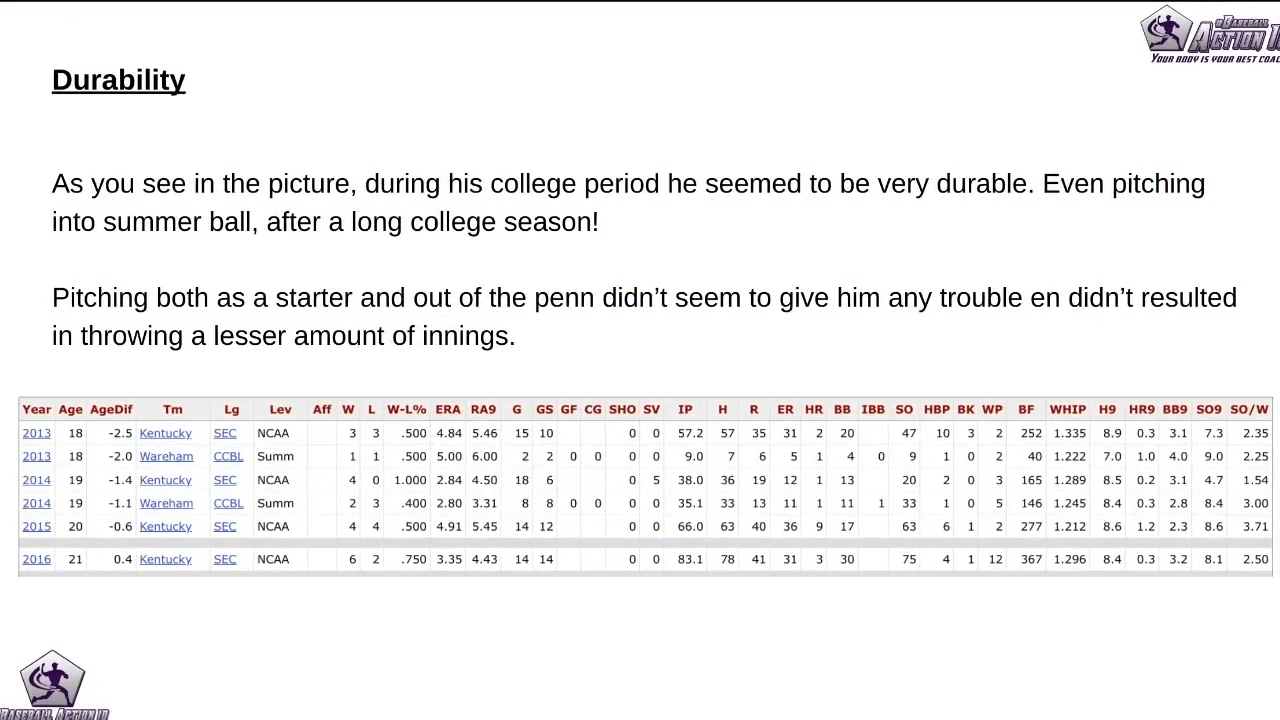 #BASEBALL
ACTION I
YOUR BODY IS YOUR BEST COAC
Durability
As you see in the picture, during his college period he seemed to be very durable. Even pitching
into summer ball, after a long college season!
Pitching both as a starter and out of the penn didn’t seem to give him any trouble en didn’t resulted
in throwing a lesser amount of innings.
Year Age AgeDif Tm Lg Lev Aff W L W-L% ERA RA9 G GS GF CG SHO SV IP H R ER HR BB IBB SO HBP BK WP BF WHIP H9 HR9 BB9 SO9 SO/W
2013 18 -2.5 Kentucky SEC NCAA 3 3 .500 4.84 5.46 15 10 0 0 57.2 57 35 31 2 20 47 10 3 2 252 1.335 8.9 0.3 3.1 7.3 2.35
2013 18 -2.0 Wareham CCBL Summ 1 1 .500 5.00 6.00 2 2 0 0 0 0 9.0 7 6 5 1 4 0 9 1 0 2 40 1.222 7.0 1.0 4.0 9.0 2.25
2014 19 -1.4 Kentucky SEC NCAA 4 0 1.000 2.84 4.50 18 6 0 5 38.0 36 19 12 1 13 20 2 0 3 165 1.289 8.5 0.2 3.1 4.7 1.54
2014 19 -1.1 Wareham CCBL Summ 2 3 .400 2.80 3.31 8 8 0 0 0 0 35.1 33 13 11 1 11 1 33 1 0 5 146 1.245 8.4 0.3 2.8 8.4 3.00
2015 20 -0.6 Kentucky SEC NCAA 4 4 .500 4.91 5.45 14 12 0 0 66.0 63 40 36 9 17 63 6 1 2 277 1.212 8.6 1.2 2.3 8.6 3.71
2016 21 0.4 Kentucky SEC NCAA 6 2 .750 3.35 4.43 14 14 0 0 83.1 78 41 31 3 30 75 4 1 12 367 1.296 8.4 0.3 3.2 8.1 2.50
BASEBALL ACTION ID